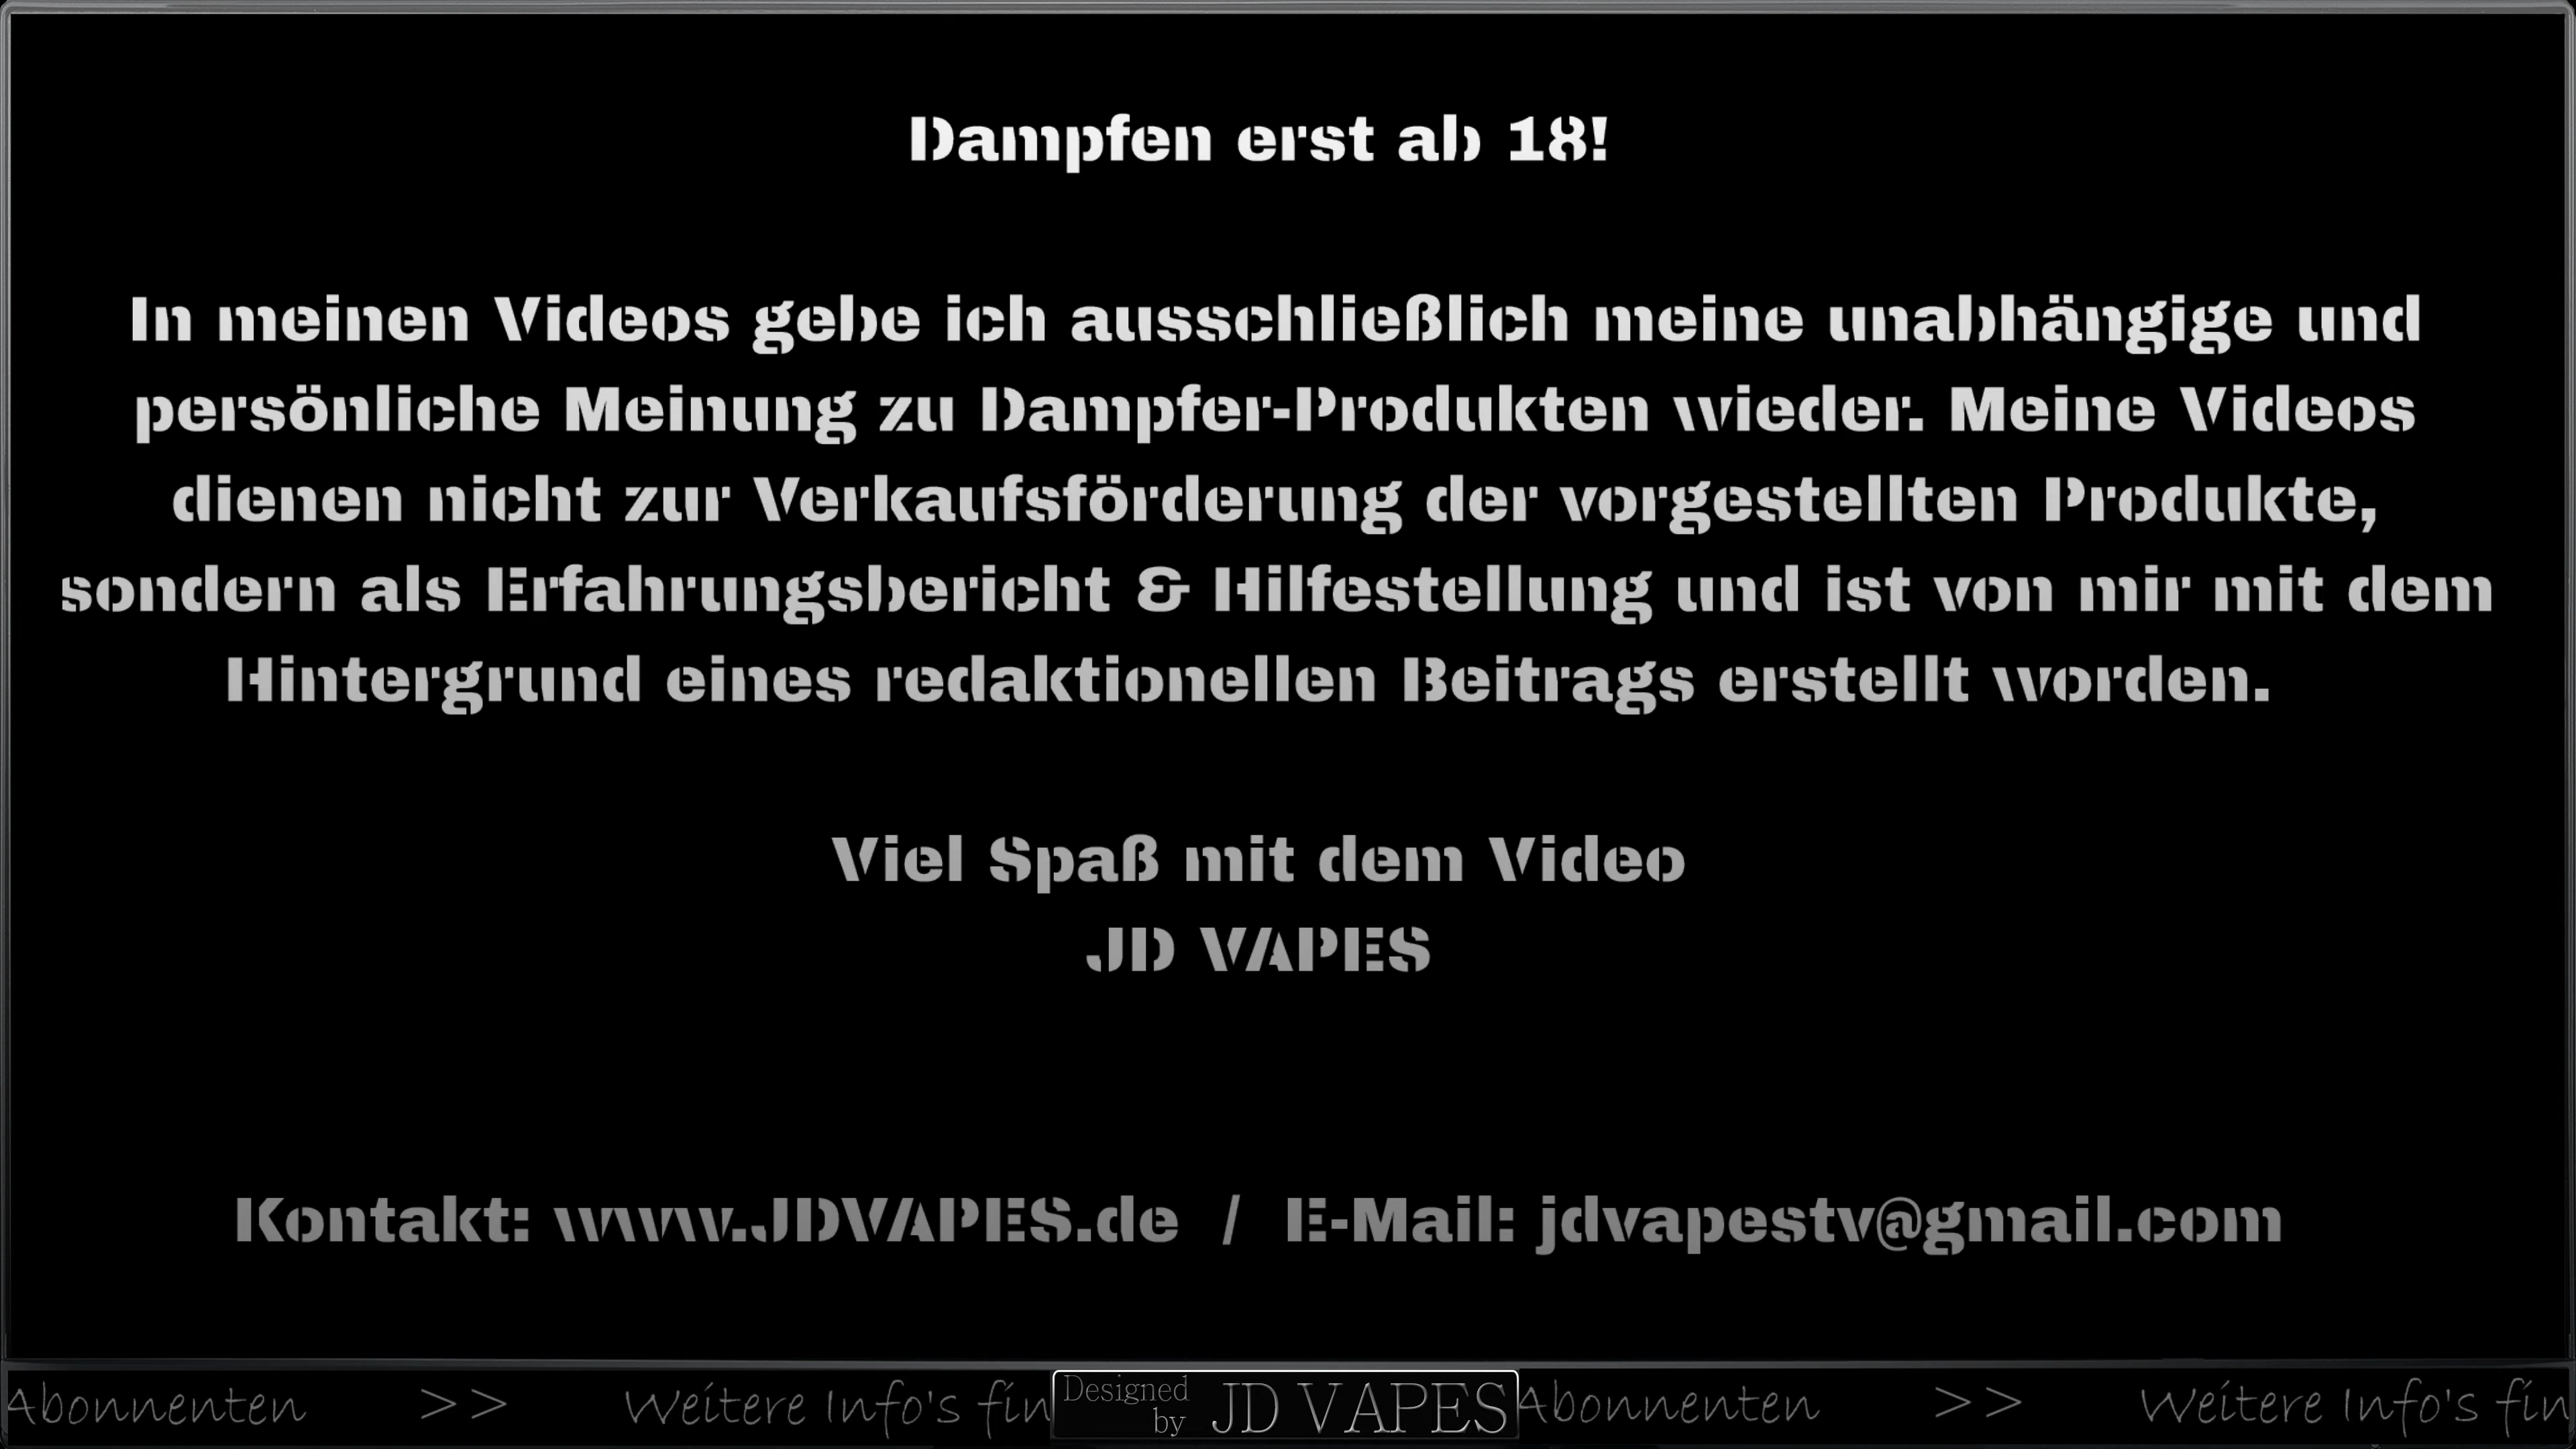 Dampfen erst ab 18!
In meinen Videos gebe ich ausschließlich meine unabhängige und
persönliche Meinung zu Dampfer-Produkten wieder. Meine Videos
dienen nicht zur Verkaufsförderung der vorgestellten Produkte,
sondern als Erfahrungsbericht & Hilfestellung und ist von mir mit dem
Hintergrund eines redaktionellen Beitrags erstellt worden.
Viel Spaß mit dem Video
JD VAPES
Kontakt: www.JDVAPES.de / E-Mail: jdvapestv@gmail.com
Abonnenten >> Weitere Info's fin Designed by JD VAPES Abonnenten >> Weitere Info's fin